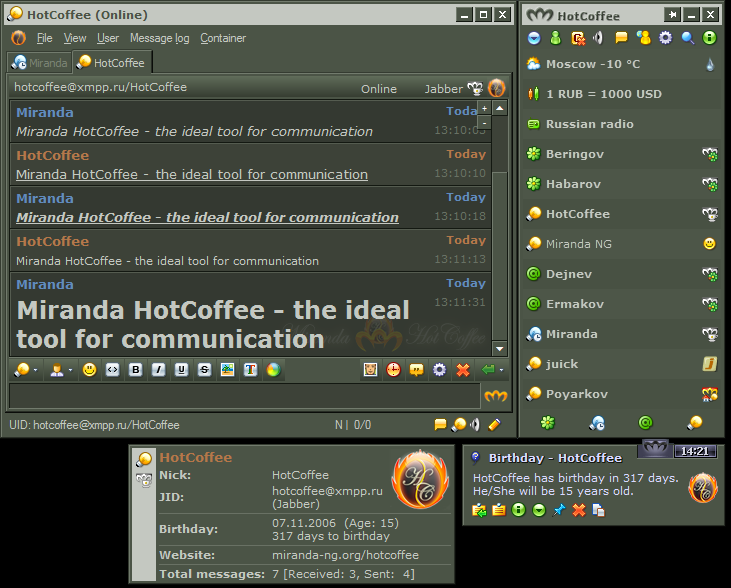 HotCoffee (Online)
File View User Message log Container
Miranda HotCoffee
hotcoffee@xmpp.ru/HotCoffee Online Jabber
Miranda Today
Miranda HotCoffee - the ideal tool for communication 13:10:03
HotCoffee Today
Miranda HotCoffee - the ideal tool for communication 13:10:10
Miranda Today
Miranda HotCoffee - the ideal tool for communication 13:10:18
HotCoffee Today
Miranda HotCoffee - the ideal tool for communication 13:11:13
Miranda Today
Miranda HotCoffee - the ideal 13:11:31
tool for communication
Miranda Hot Coffee
UID: hotcoffee@xmpp.ru/HotCoffee N | 0/0
HotCoffee
Moscow -10 °C
1 RUB = 1000 USD
Russian radio
Beringov
Habarov
HotCoffee
Miranda NG
Dejnev
Ermakov
Miranda
juick
Poyarkov
HotCoffee
Nick: HotCoffee
JID: hotcoffee@xmpp.ru
(Jabber)
Birthday: 07.11.2006 (Age: 15)
317 days to birthday
Website: miranda-ng.org/hotcoffee
Total messages: 7 [Received: 3, Sent: 4]
Birthday - HotCoffee 14:21
HotCoffee has birthday in 317 days.
He/She will be 15 years old.